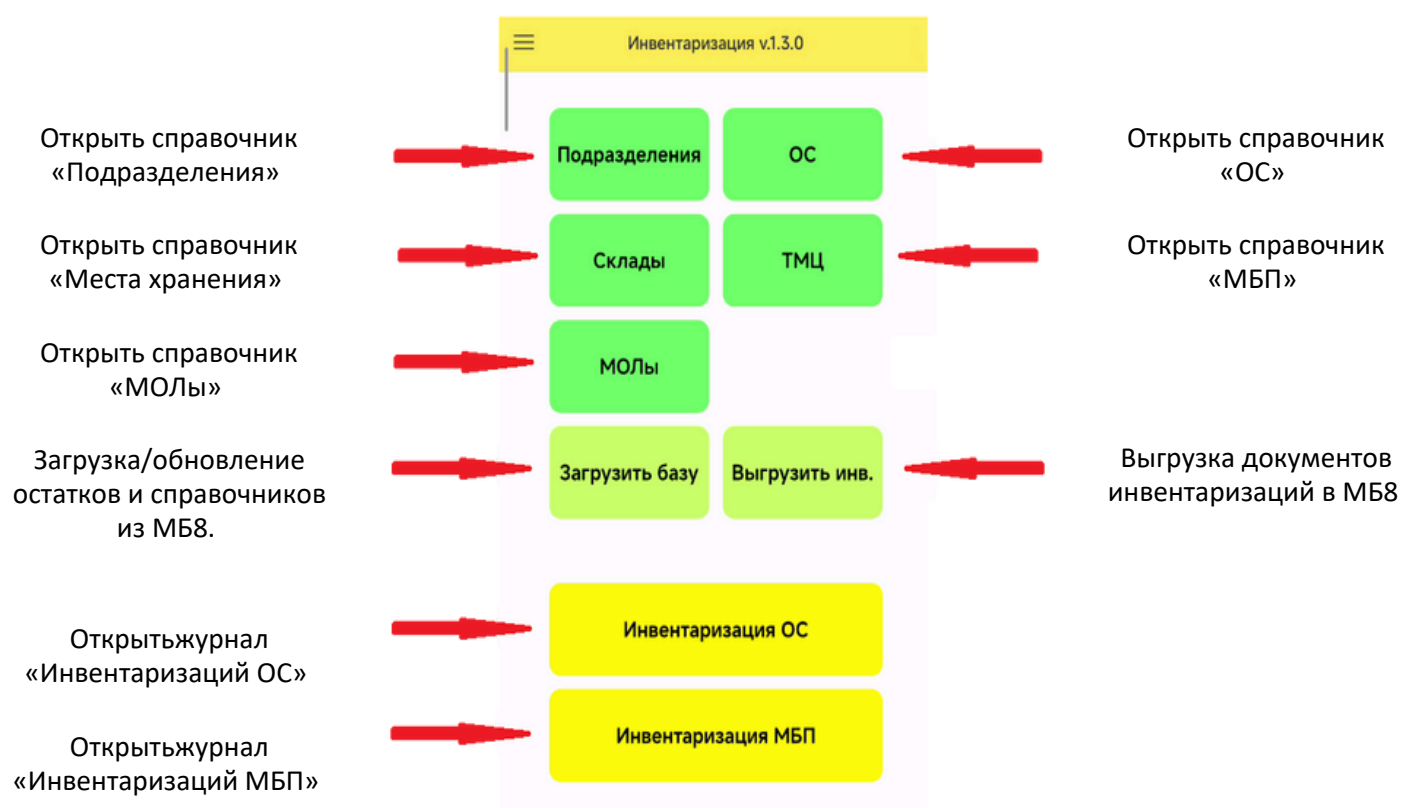 Инвентаризация v.1.3.0
Открыть справочник
«Подразделения»
Подразделения
ОС
Открыть справочник
«ОС»
Открыть справочник
«Места хранения»
Склады
ТМЦ
Открыть справочник
«МБП»
Открыть справочник
«МОЛы»
МОЛы
Загрузка/обновление
остатков и справочников
из МБ8.
Загрузить базу
Выгрузить инв.
Выгрузка документов
инвентаризаций в МБ8
Открытьжурнал
«Инвентаризаций ОС»
Инвентаризация ОС
Открытьжурнал
«Инвентаризаций МБП»
Инвентаризация МБП